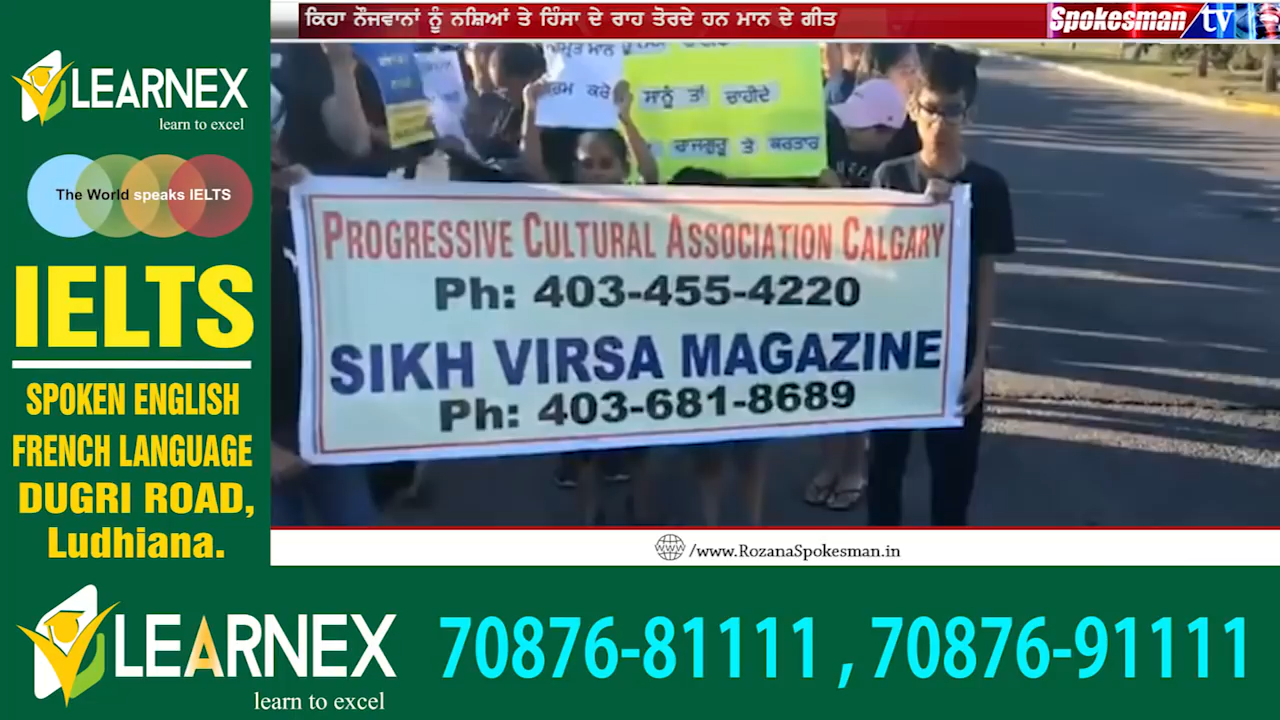 ਕਿਹਾ ਨੌਜਵਾਨਾਂ ਨੂੰ ਨਸ਼ਿਆਂ ਤੇ ਹਿੰਸਾ ਦੇ ਰਾਹ ਤੋਰਦੇ ਹਨ ਮਾਨ ਦੇ ਗੀਤ
Spokesman tv
LEARNEX
learn to excel
The World speaks IELTS
IELTS
SPOKEN ENGLISH
FRENCH LANGUAGE
DUGRI ROAD,
Ludhiana.
ਕਰੋ
ਸਾਨੂੰ ਤਾਂ ਚਾਹੀਦੇ
ਰਾਜਗੁਰੂ ਤੇ ਕਰਤਾਰ
PROGRESSIVE CULTURAL ASSOCIATION CALGARY
Ph: 403-455-4220
SIKH VIRSA MAGAZINE
Ph: 403-681-8689
www./www.RozanaSpokesman.in
LEARNEX
learn to excel
70876-81111 , 70876-91111